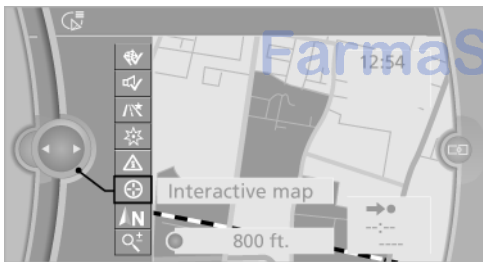 FarmaS
12:54
Interactive map
N
--:--
----
800 ft.